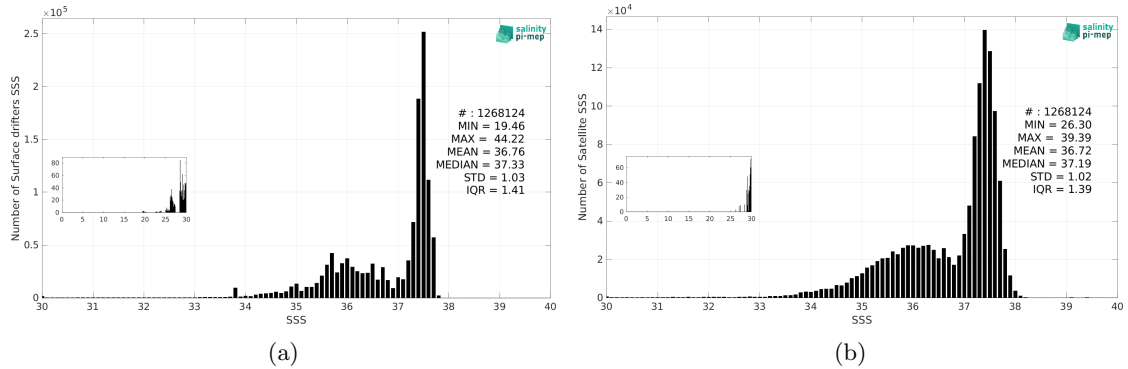 ×10⁵
2.5
2
1.5
1
0.5
0
30 31 32 33 34 35 36 37 38 39 40
SSS
Number of Surface drifters SSS
salinity
pi-mep
# : 1268124
MIN = 19.46
MAX = 44.22
MEAN = 36.76
MEDIAN = 37.33
STD = 1.03
IQR = 1.41
80
60
40
20
0
0 5 10 15 20 25 30
(a)
×10⁴
14
12
10
8
6
4
2
0
30 31 32 33 34 35 36 37 38 39 40
SSS
Number of Satellite SSS
salinity
pi-mep
# : 1268124
MIN = 26.30
MAX = 39.39
MEAN = 36.72
MEDIAN = 37.19
STD = 1.02
IQR = 1.39
60
40
20
0
0 5 10 15 20 25 30
(b)